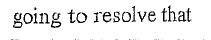 going to resolve that